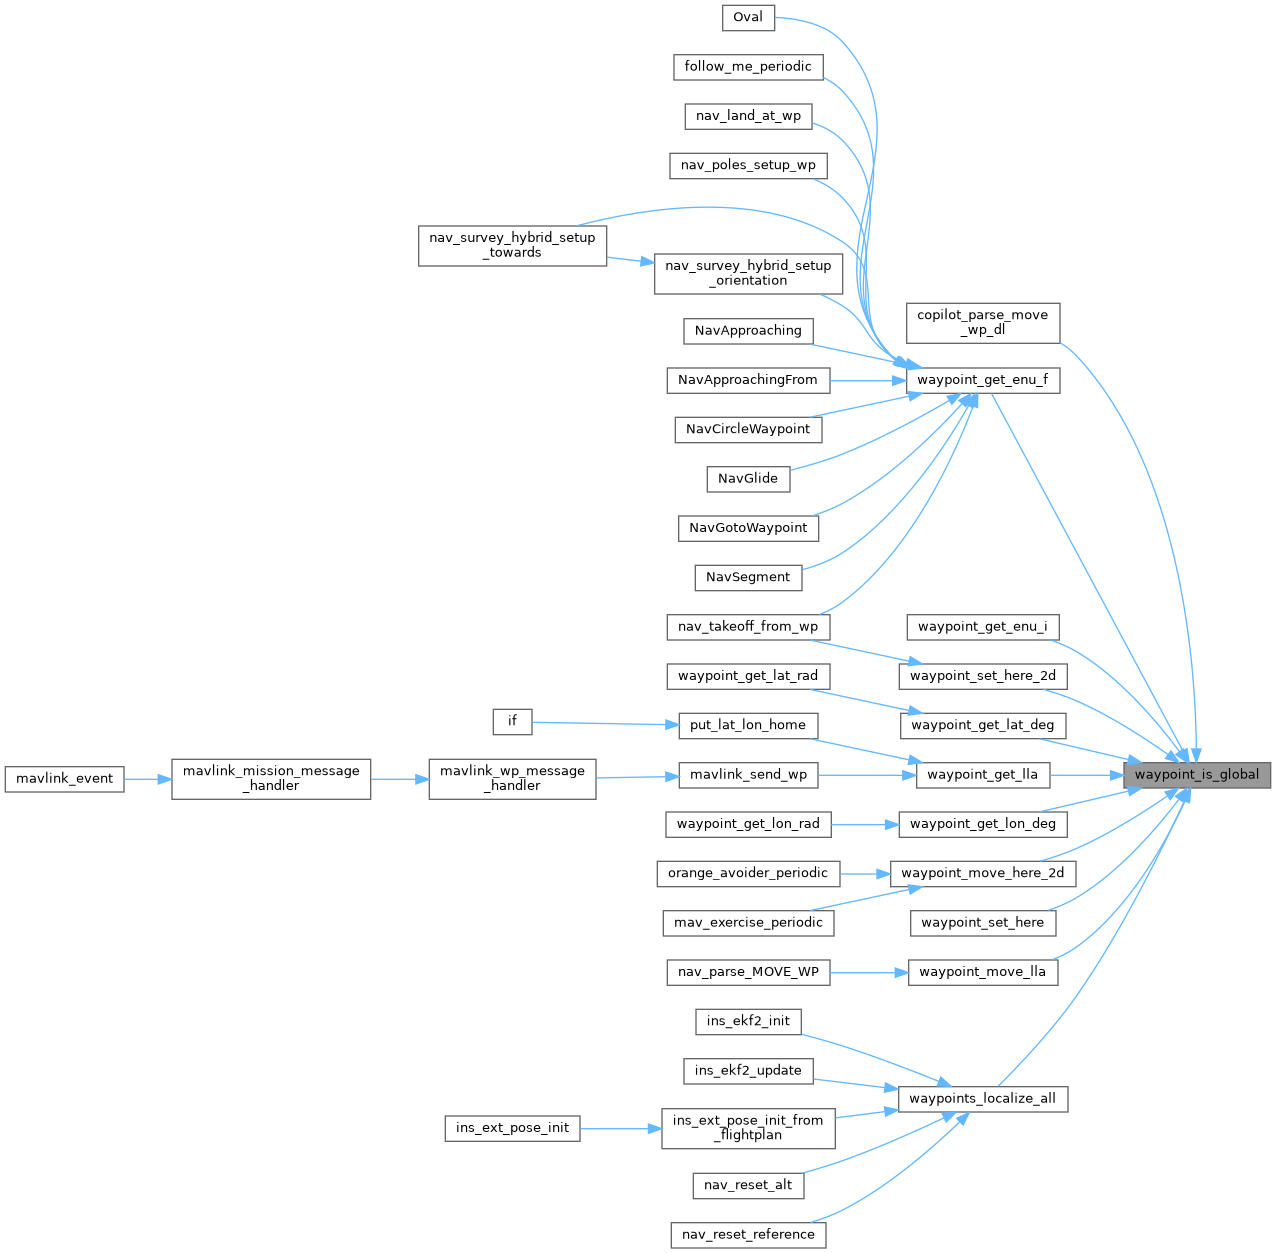 Oval
follow_me_periodic
nav_land_at_wp
nav_poles_setup_wp
nav_survey_hybrid_setup
_towards
nav_survey_hybrid_setup
_orientation
copilot_parse_move
_wp_dl
NavApproaching
NavApproachingFrom
waypoint_get_enu_f
NavCircleWaypoint
NavGlide
NavGotoWaypoint
NavSegment
nav_takeoff_from_wp
waypoint_get_enu_i
waypoint_get_lat_rad
waypoint_set_here_2d
if
put_lat_lon_home
waypoint_get_lat_deg
mavlink_event
mavlink_mission_message
_handler
mavlink_wp_message
_handler
mavlink_send_wp
waypoint_get_lla
waypoint_is_global
waypoint_get_lon_rad
waypoint_get_lon_deg
orange_avoider_periodic
waypoint_move_here_2d
mav_exercise_periodic
waypoint_set_here
nav_parse_MOVE_WP
waypoint_move_lla
ins_ekf2_init
ins_ekf2_update
waypoints_localize_all
ins_ext_pose_init
ins_ext_pose_init_from
_flightplan
nav_reset_alt
nav_reset_reference